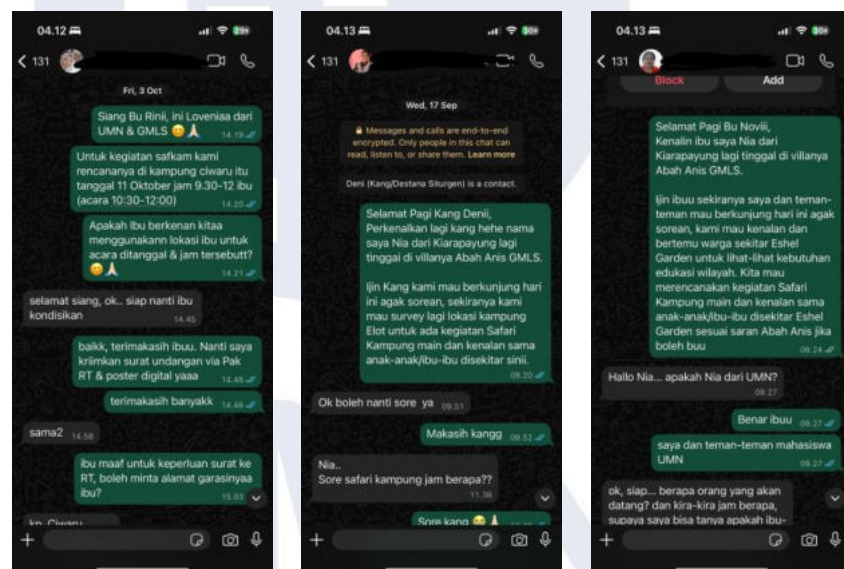 04.12
131
Fri, 3 Oct
Siang Bu Rinii, ini Loveniaa dari
UMN & GMLS 😊🙏
14.19
Untuk kegiatan safkam kami
rencananya di kampung ciwaru itu
tanggal 11 Oktober jam 9.30-12 ibu
(acara 10:30-12:00)
14.20
Apakah Ibu berkenan kitaa
menggunakann lokasi ibu untuk
acara ditanggal & jam tersebutt?
😊🙏
14.21
selamat siang, ok.. siap nanti ibu
kondisikan
14.45
baikk, terimakasih ibuu. Nanti saya
kriimkan surat undangan via Pak
RT & poster digital yaaa
14.48
terimakasih banyakk
14.48
sama2
14.58
ibu maaf untuk keperluan surat ke
RT, boleh minta alamat garasinyaa
ibu?
15.03
kp. Ciwaru
04.13
131
Wed, 17 Sep
Messages and calls are end-to-end
encrypted. Only people in this chat can
read, listen to, or share them. Learn more
Deni (Kang/Destana Siturgen) is a contact.
Selamat Pagi Kang Denii,
Perkenalkan lagi kang hehe nama
saya Nia dari Kiarapayung lagi
tinggai di villanya Abah Anis GMLS.
Ijin Kang kami mau berkunjung hari
ini agak sorean, sekiranya kami
mau survey lagi lokasi kampung
Elot untuk ada kegiatan Safari
Kampung main dan kenalan sama
anak-anak/ibu-ibu disekitar sinii.
09.20
Ok boleh nanti sore ya
09.51
Makasih kangg
09.52
Nia..
Sore safari kampung jam berapa??
11.38
Sore kang
04.13
131
Block
Add
Selamat Pagi Bu Noviii,
Kenalin ibu saya Nia dari
Kiarapayung lagi tinggal di villanya
Abah Anis GMLS.
Ijin ibuu sekiranya saya dan teman-
teman mau berkunjung hari ini agak
sorean, kami mau kenalan dan
bertemu warga sekitar Eshel
Garden untuk lihat-lihat kebutuhan
edukasi wilayah. Kita mau
merencanakan kegiatan Safari
Kampung main dan kenalan sama
anak-anak/ibu-ibu disekitar Eshel
Garden sesuai saran Abah Anis jika
boleh buu
09.24
Hallo Nia... apakah Nia dari UMN?
09.27
Benar ibuu
09.27
saya dan teman-teman mahasiswa
UMN
09.27
ok, siap... berapa orang yang akan
datang? dan kira-kira jam berapa,
supaya saya bisa tanya apakah ibu-